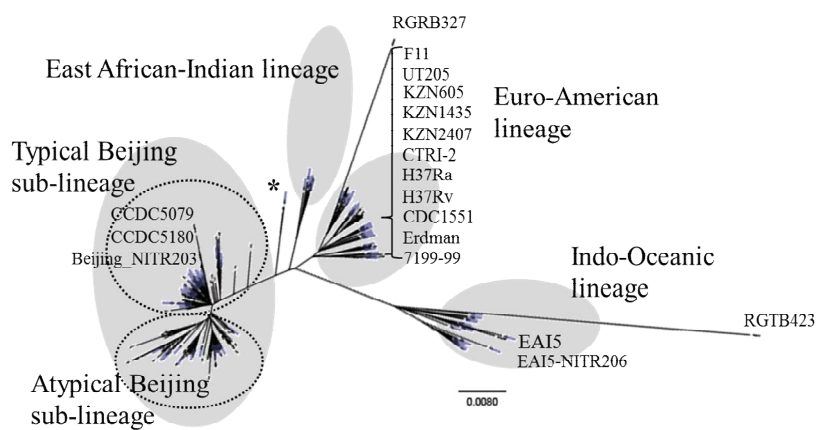 RGRB327
East African-Indian lineage
F11
UT205
KZN605
KZN1435
KZN2407
CTRI-2
H37Ra
H37Rv
CDC1551
Erdman
7199-99
Euro-American
lineage
Typical Beijing
sub-lineage
*
CCDC5079
CCDC5180
Beijing_NITR203
Indo-Oceanic
lineage
RGTB423
EAI5
EAI5-NITR206
Atypical Beijing
sub-lineage
0.0080